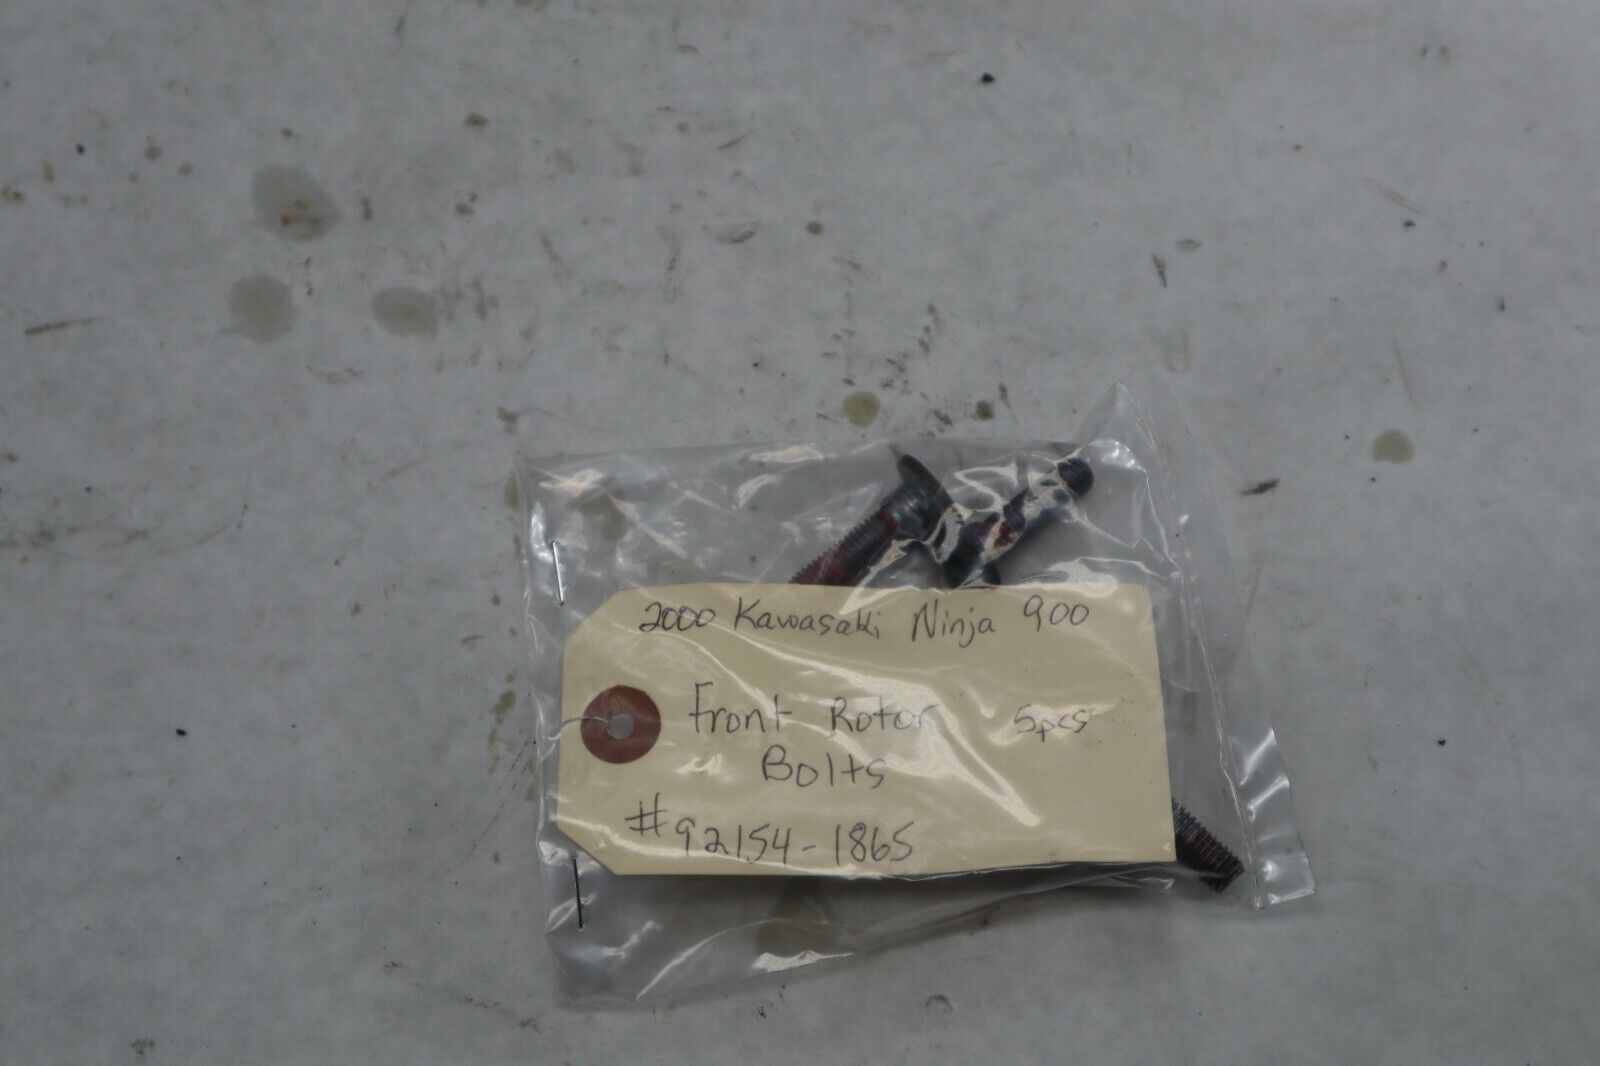 2000 Kawasaki Ninja 900
Front Rotor 5pcs
Bolts
#92154-1865